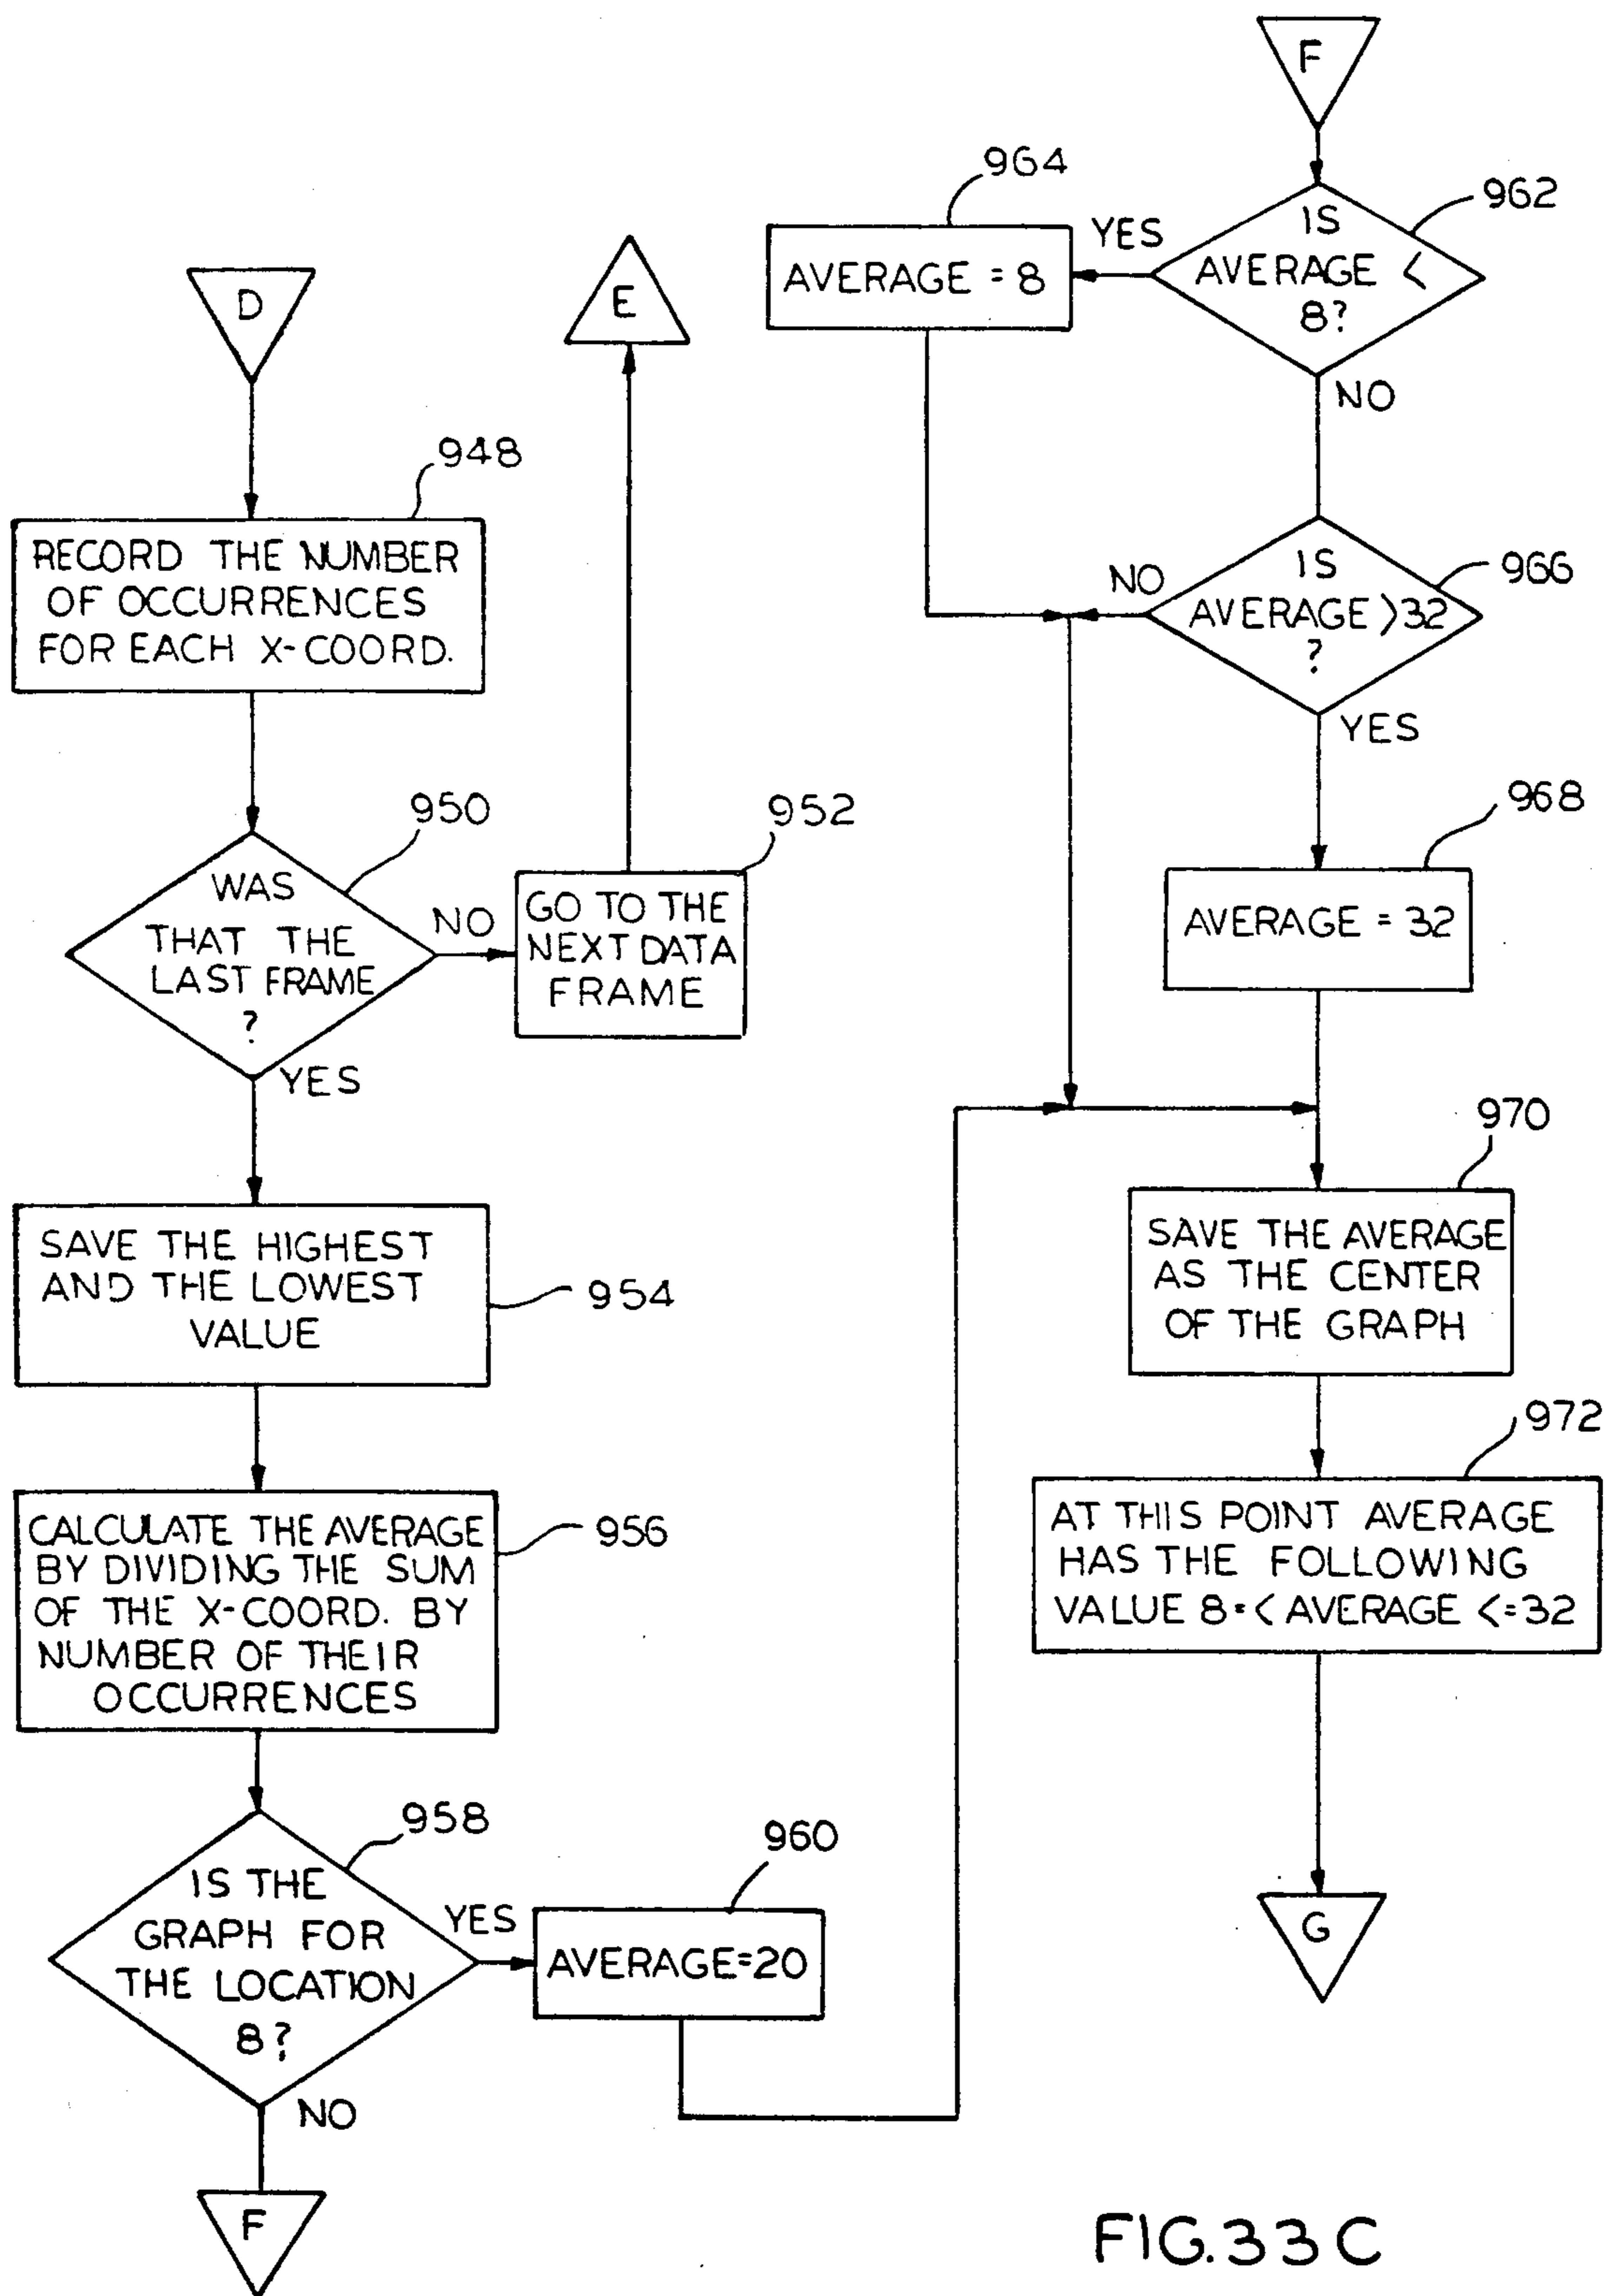 D
948
RECORD THE NUMBER
OF OCCURRENCES
FOR EACH X-COORD.
950
WAS
THAT THE
LAST FRAME
?
NO
YES
952
GO TO THE
NEXT DATA
FRAME
E
954
SAVE THE HIGHEST
AND THE LOWEST
VALUE
956
CALCULATE THE AVERAGE
BY DIVIDING THE SUM
OF THE X-COORD. BY
NUMBER OF THEIR
OCCURRENCES
958
IS THE
GRAPH FOR
THE LOCATION
8?
YES
NO
960
AVERAGE=20
F
F
962
IS
AVERAGE <
8?
YES
NO
964
AVERAGE = 8
966
IS
AVERAGE >32
?
NO
YES
968
AVERAGE = 32
970
SAVE THE AVERAGE
AS THE CENTER
OF THE GRAPH
972
AT THIS POINT AVERAGE
HAS THE FOLLOWING
VALUE 8=< AVERAGE <=32
G
FIG.33C